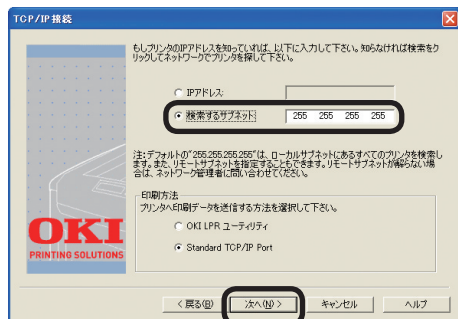 TCP/IP接続
もしプリンタのIPアドレスを知っていれば、以下に入力して下さい。知らなければ検索をク
リックしてネットワークでプリンタを探して下さい。
IPアドレス:
検索するサブネット: 255 255 255 255
注:デフォルトの"255.255.255.255"は、ローカルサブネットにあるすべてのプリンタを検索し
ます。また、リモートサブネットを指定することもできます。リモートサブネットが解らない場
合は、ネットワーク管理者に問い合わせてください。
印刷方法
プリンタへ印刷データを送信する方法を選択して下さい。
OKI LPR ユーティリティ
Standard TCP/IP Port
OKI
PRINTING SOLUTIONS
< 戻る(B) 次へ(N) > キャンセル ヘルプ